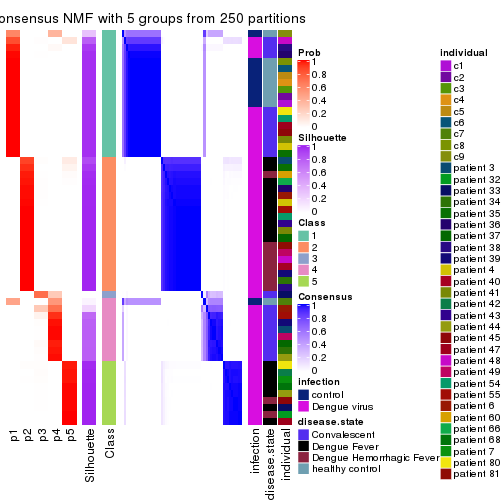 onsensus NMF with 5 groups from 250 partitions
p1
p2
p3
p4
p5
Silhouette
Class
infection
disease.state
individual
Prob
1
0.8
0.6
0.4
0.2
0
Silhouette
1
0.8
0.6
0.4
0.2
0
Class
1
2
3
4
5
Consensus
1
0.8
0.6
0.4
0.2
0
infection
control
Dengue virus
disease.state
Convalescent
Dengue Fever
Dengue Hemorrhagic Fever
healthy control
individual
c1
c2
c3
c4
c5
c6
c7
c8
c9
patient 3
patient 32
patient 33
patient 34
patient 35
patient 36
patient 37
patient 38
patient 39
patient 4
patient 40
patient 41
patient 42
patient 43
patient 44
patient 45
patient 47
patient 48
patient 49
patient 54
patient 55
patient 6
patient 60
patient 66
patient 68
patient 7
patient 80
patient 81